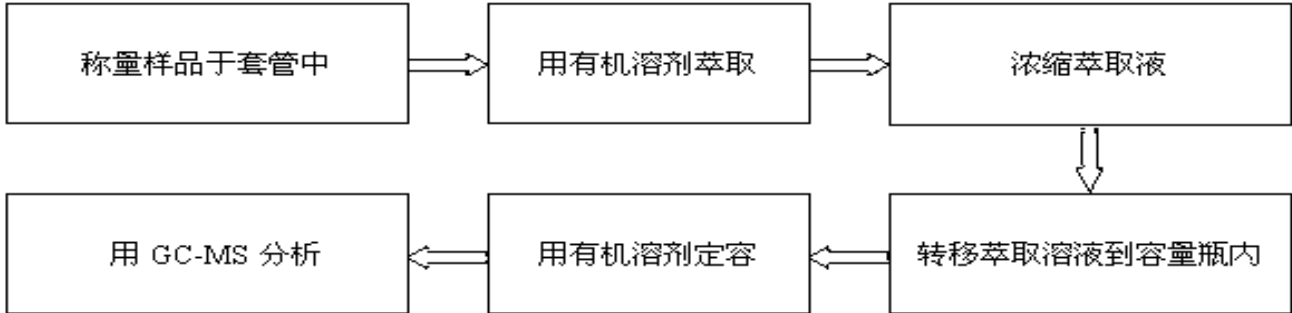 称量样品于套管中
用有机溶剂萃取
浓缩萃取液
转移萃取溶液到容量瓶内
用有机溶剂定容
用 GC-MS 分析